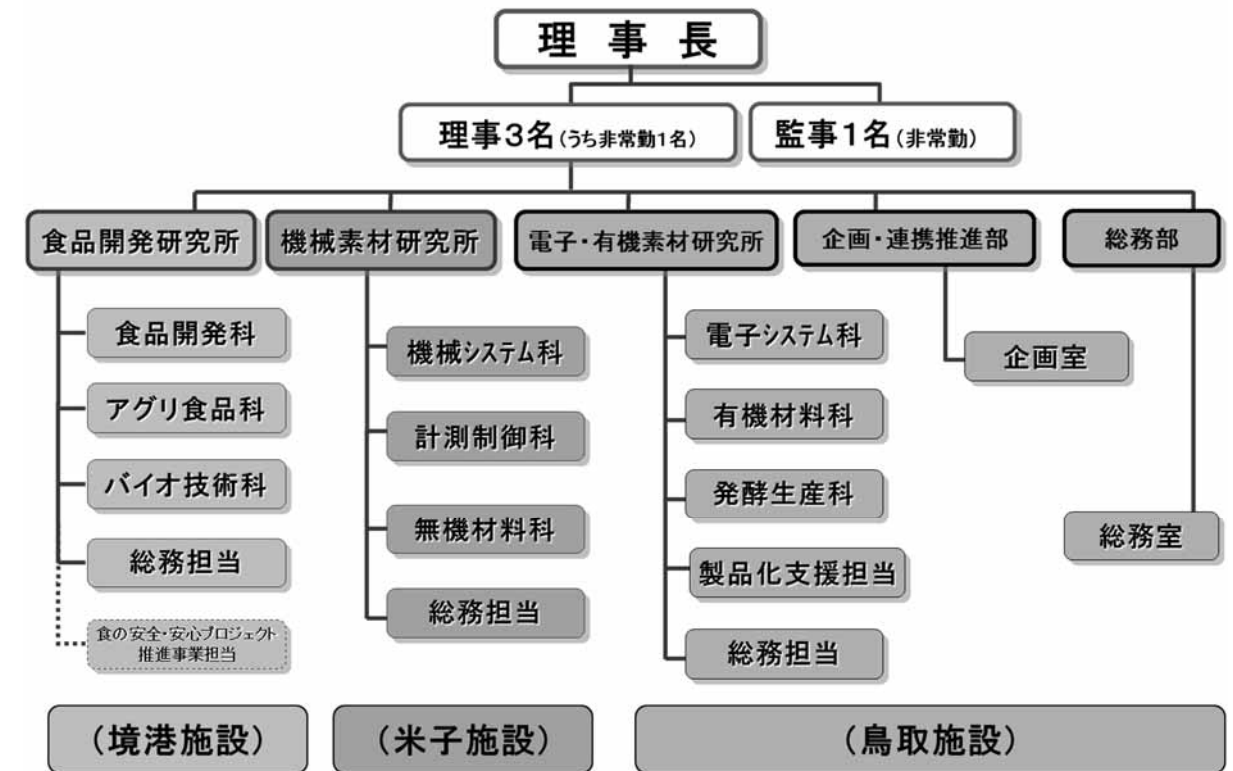 理事長
理事3名(うち非常勤1名)
監事1名(非常勤)
食品開発研究所
機械素材研究所
電子・有機素材研究所
企画・連携推進部
総務部
食品開発科
アグリ食品科
バイオ技術科
総務担当
食の安全・安心プロジェクト
推進事業担当
機械システム科
計測制御科
無機材料科
総務担当
電子システム科
有機材料科
発酵生産科
製品化支援担当
総務担当
企画室
総務室
(境港施設)
(米子施設)
(鳥取施設)